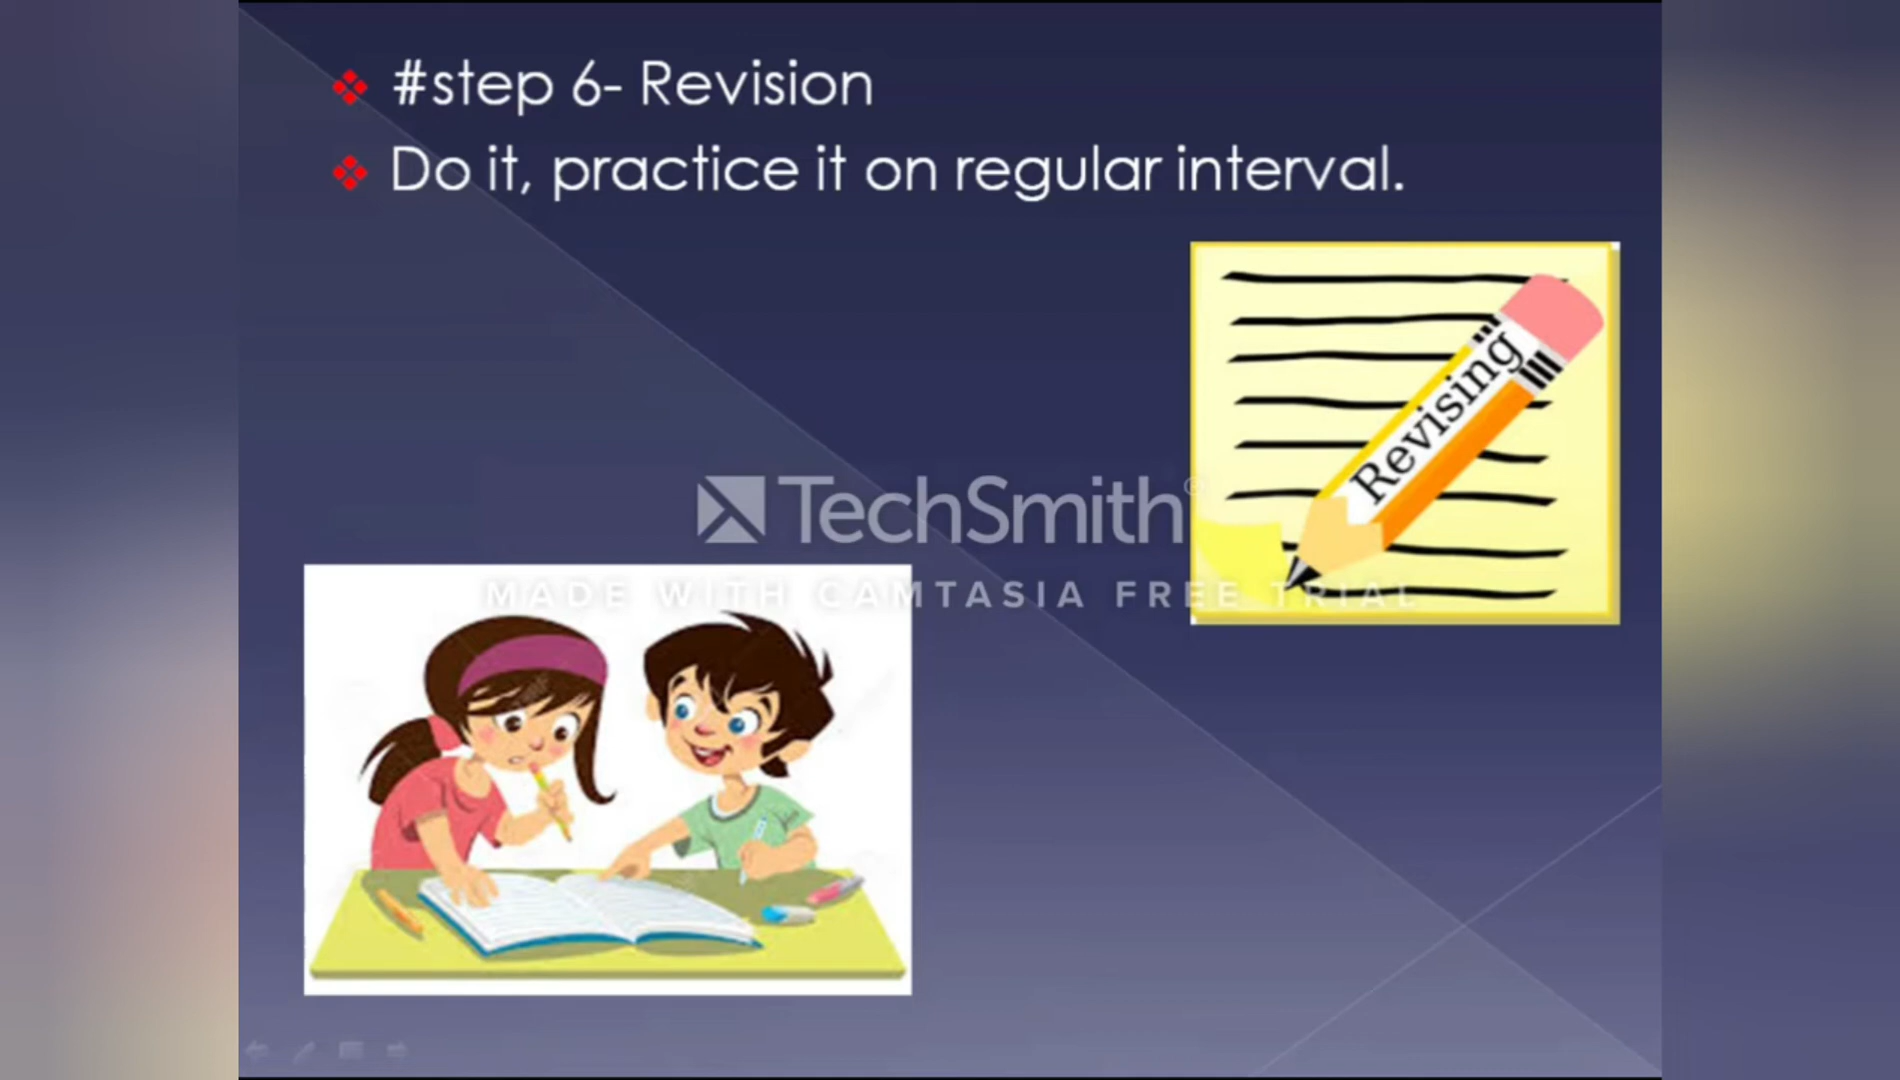 #step 6- Revision
Do it, practice it on regular interval.
Revising
TechSmith®
MADE WITH CAMTASIA FREE TRIAL